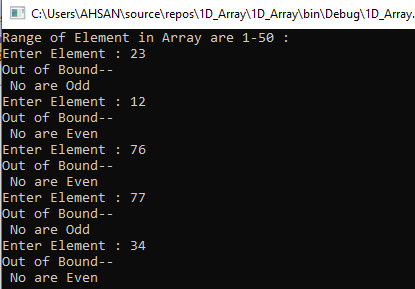 C:\Users\AHSAN\source\repos\1D_Array\1D_Array\bin\Debug\1D_Array.
Range of Element in Array are 1-50 :
Enter Element : 23
Out of Bound--
 No are Odd
Enter Element : 12
Out of Bound--
 No are Even
Enter Element : 76
Out of Bound--
 No are Even
Enter Element : 77
Out of Bound--
 No are Odd
Enter Element : 34
Out of Bound--
 No are Even